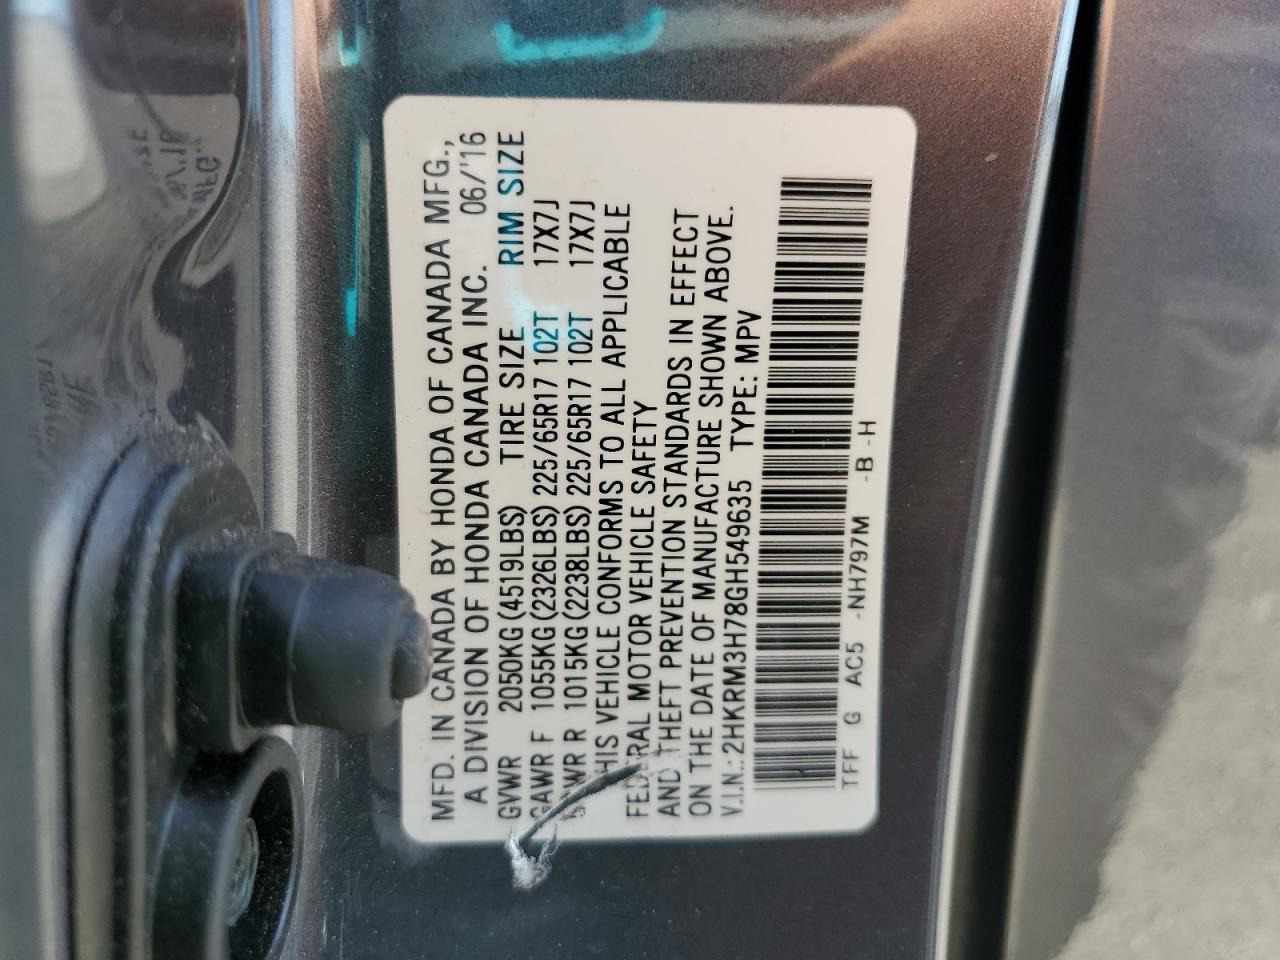 MFD. IN CANADA BY HONDA OF CANADA MFG.,
A DIVISION OF HONDA CANADA INC. 06/'16
GVWR 2050KG(4519LBS) TIRE SIZE RIM SIZE
GAWR F 1055KG(2326LBS) 225/65R17 102T 17X7J
GAWR R 1015KG(2238LBS) 225/65R17 102T 17X7J
THIS VEHICLE CONFORMS TO ALL APPLICABLE
FEDERAL MOTOR VEHICLE SAFETY
AND THEFT PREVENTION STANDARDS IN EFFECT
ON THE DATE OF MANUFACTURE SHOWN ABOVE.
V.I.N.:2HKRM3H78GH549635 TYPE: MPV
TFF G AC5 -NH797M -B -H